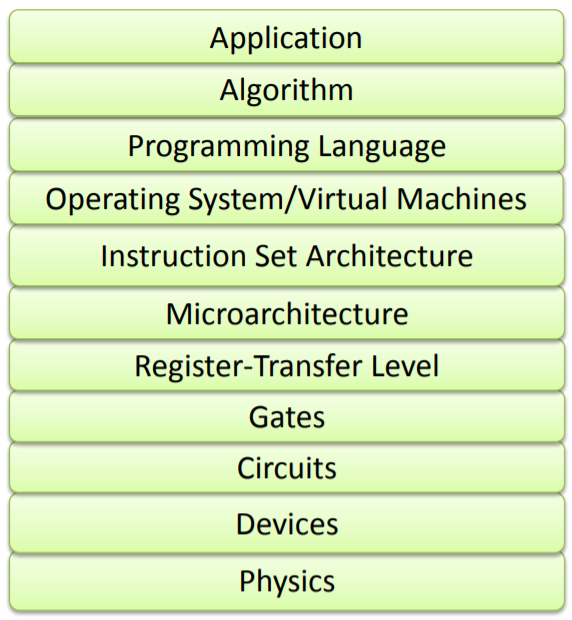 Application
Algorithm
Programming Language
Operating System/Virtual Machines
Instruction Set Architecture
Microarchitecture
Register-Transfer Level
Gates
Circuits
Devices
Physics